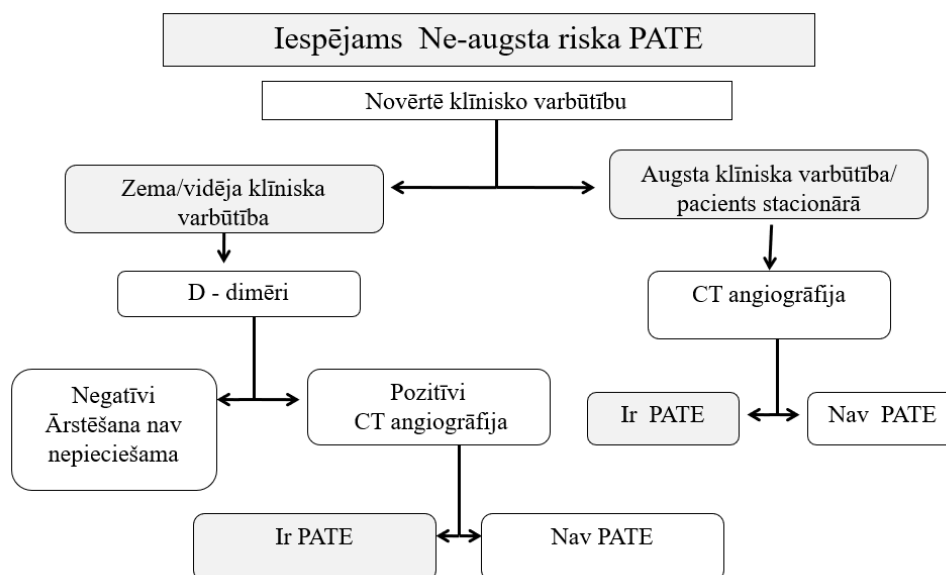 Iespējams Ne-augsta riska PATE
Novērtē klīnisko varbūtību
Zema/vidēja klīniska
varbūtība
Augsta klīniska varbūtība/
pacients stacionārā
D - dimēri
CT angiogrāfija
Negatīvi
Ārstēšana nav
nepieciešama
Pozitīvi
CT angiogrāfija
Ir PATE
Nav PATE
Ir PATE
Nav PATE